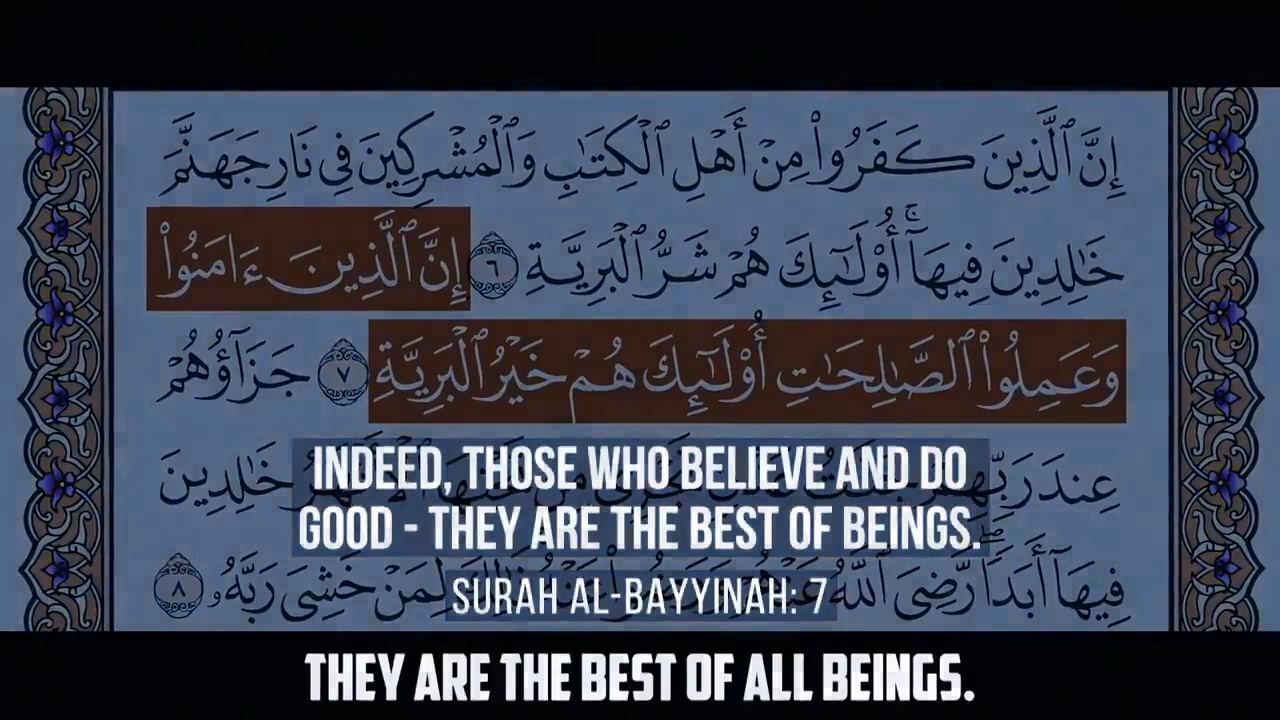 إِنَّ ٱلَّذِينَ كَفَرُوا۟ مِنْ أَهْلِ ٱلْكِتَٰبِ وَٱلْمُشْرِكِينَ فِى نَارِ جَهَنَّمَ
خَٰلِدِينَ فِيهَآ ۚ أُو۟لَٰٓئِكَ هُمْ شَرُّ ٱلْبَرِيَّةِ ٦ إِنَّ ٱلَّذِينَ ءَامَنُوا۟
وَعَمِلُوا۟ ٱلصَّٰلِحَٰتِ أُو۟لَٰٓئِكَ هُمْ خَيْرُ ٱلْبَرِيَّةِ ٧ جَزَآؤُهُمْ
عِندَ رَبِّهِمْ خَٰلِدِينَ
INDEED, THOSE WHO BELIEVE AND DO
GOOD - THEY ARE THE BEST OF BEINGS.
فِيهَآ أَبَدًا ۖ رَّضِىَ ٱللَّهُ لِمَنْ خَشِىَ رَبَّهُۥ ٨
SURAH AL-BAYYINAH: 7
THEY ARE THE BEST OF ALL BEINGS.